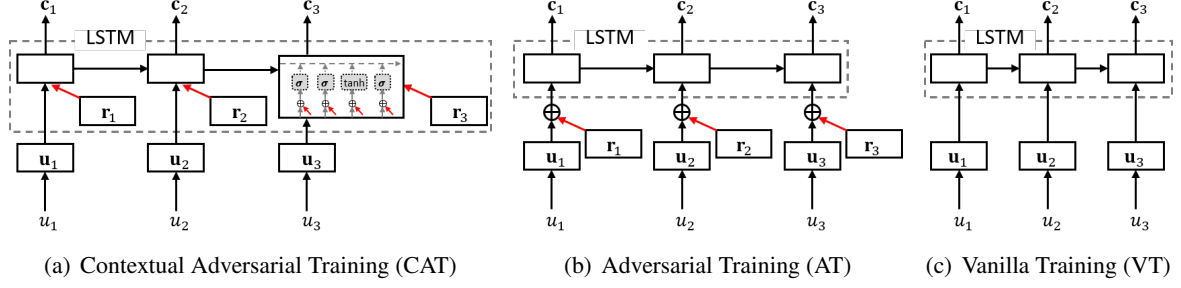 c₁ c₂ c₃
LSTM
σ σ tanh σ
r₁ r₂ r₃
u₁ u₂ u₃
u₁ u₂ u₃
(a) Contextual Adversarial Training (CAT)
c₁ c₂ c₃
LSTM
r₁ r₂ r₃
u₁ u₂ u₃
u₁ u₂ u₃
(b) Adversarial Training (AT)
c₁ c₂ c₃
LSTM
u₁ u₂ u₃
u₁ u₂ u₃
(c) Vanilla Training (VT)